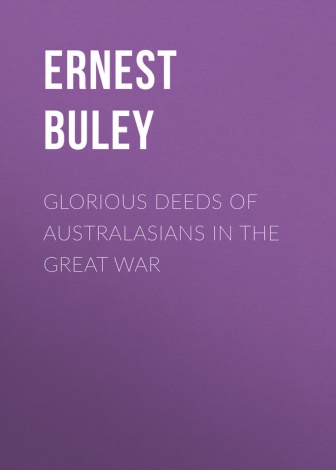 ERNEST
BULEY
GLORIOUS DEEDS OF
AUSTRALASIANS IN THE
GREAT WAR